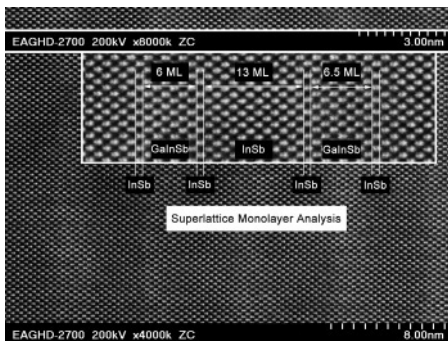 EAGHD-2700 200kV x8000k ZC 3.00nm
6 ML 13 ML 6.5 ML
GaInSb InSb GaInSb
InSb InSb InSb InSb
Superlattice Monolayer Analysis
EAGHD-2700 200kV x4000k ZC 8.00nm